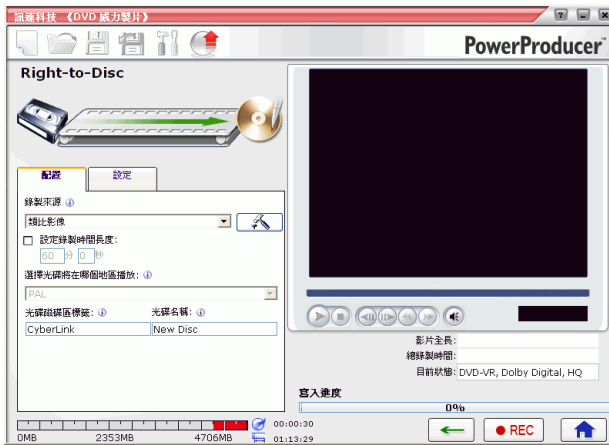 訊連科技 《DVD 威力製片》
PowerProducer™
Right-to-Disc
配置
設定
錄製來源
類比影像
設定錄製時間長度:
60 分 0 秒
選擇光碟將在哪個地區播放:
PAL
光碟磁碟區標籤: 光碟名稱:
CyberLink New Disc
影片全長:
總錄製時間:
目前狀態: DVD-VR, Dolby Digital, HQ
寫入進度
0%
00:00:30
0MB 2353MB 4706MB 01:13:29
REC